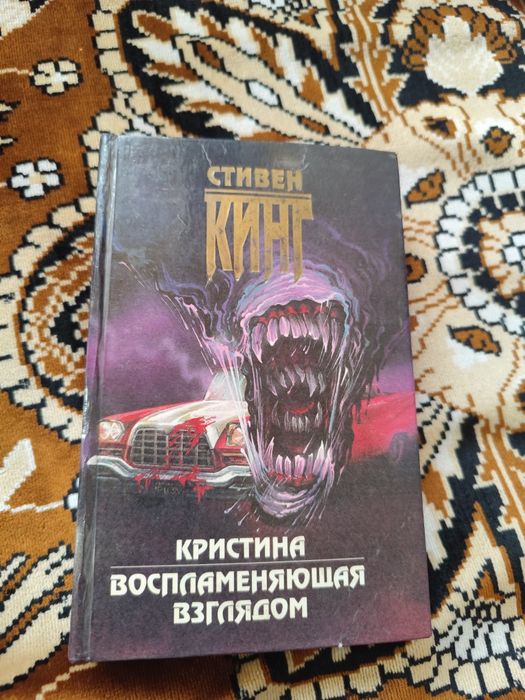 СТИВЕН
КИНГ
КРИСТИНА
ВОСПЛАМЕНЯЮЩАЯ
ВЗГЛЯДОМ